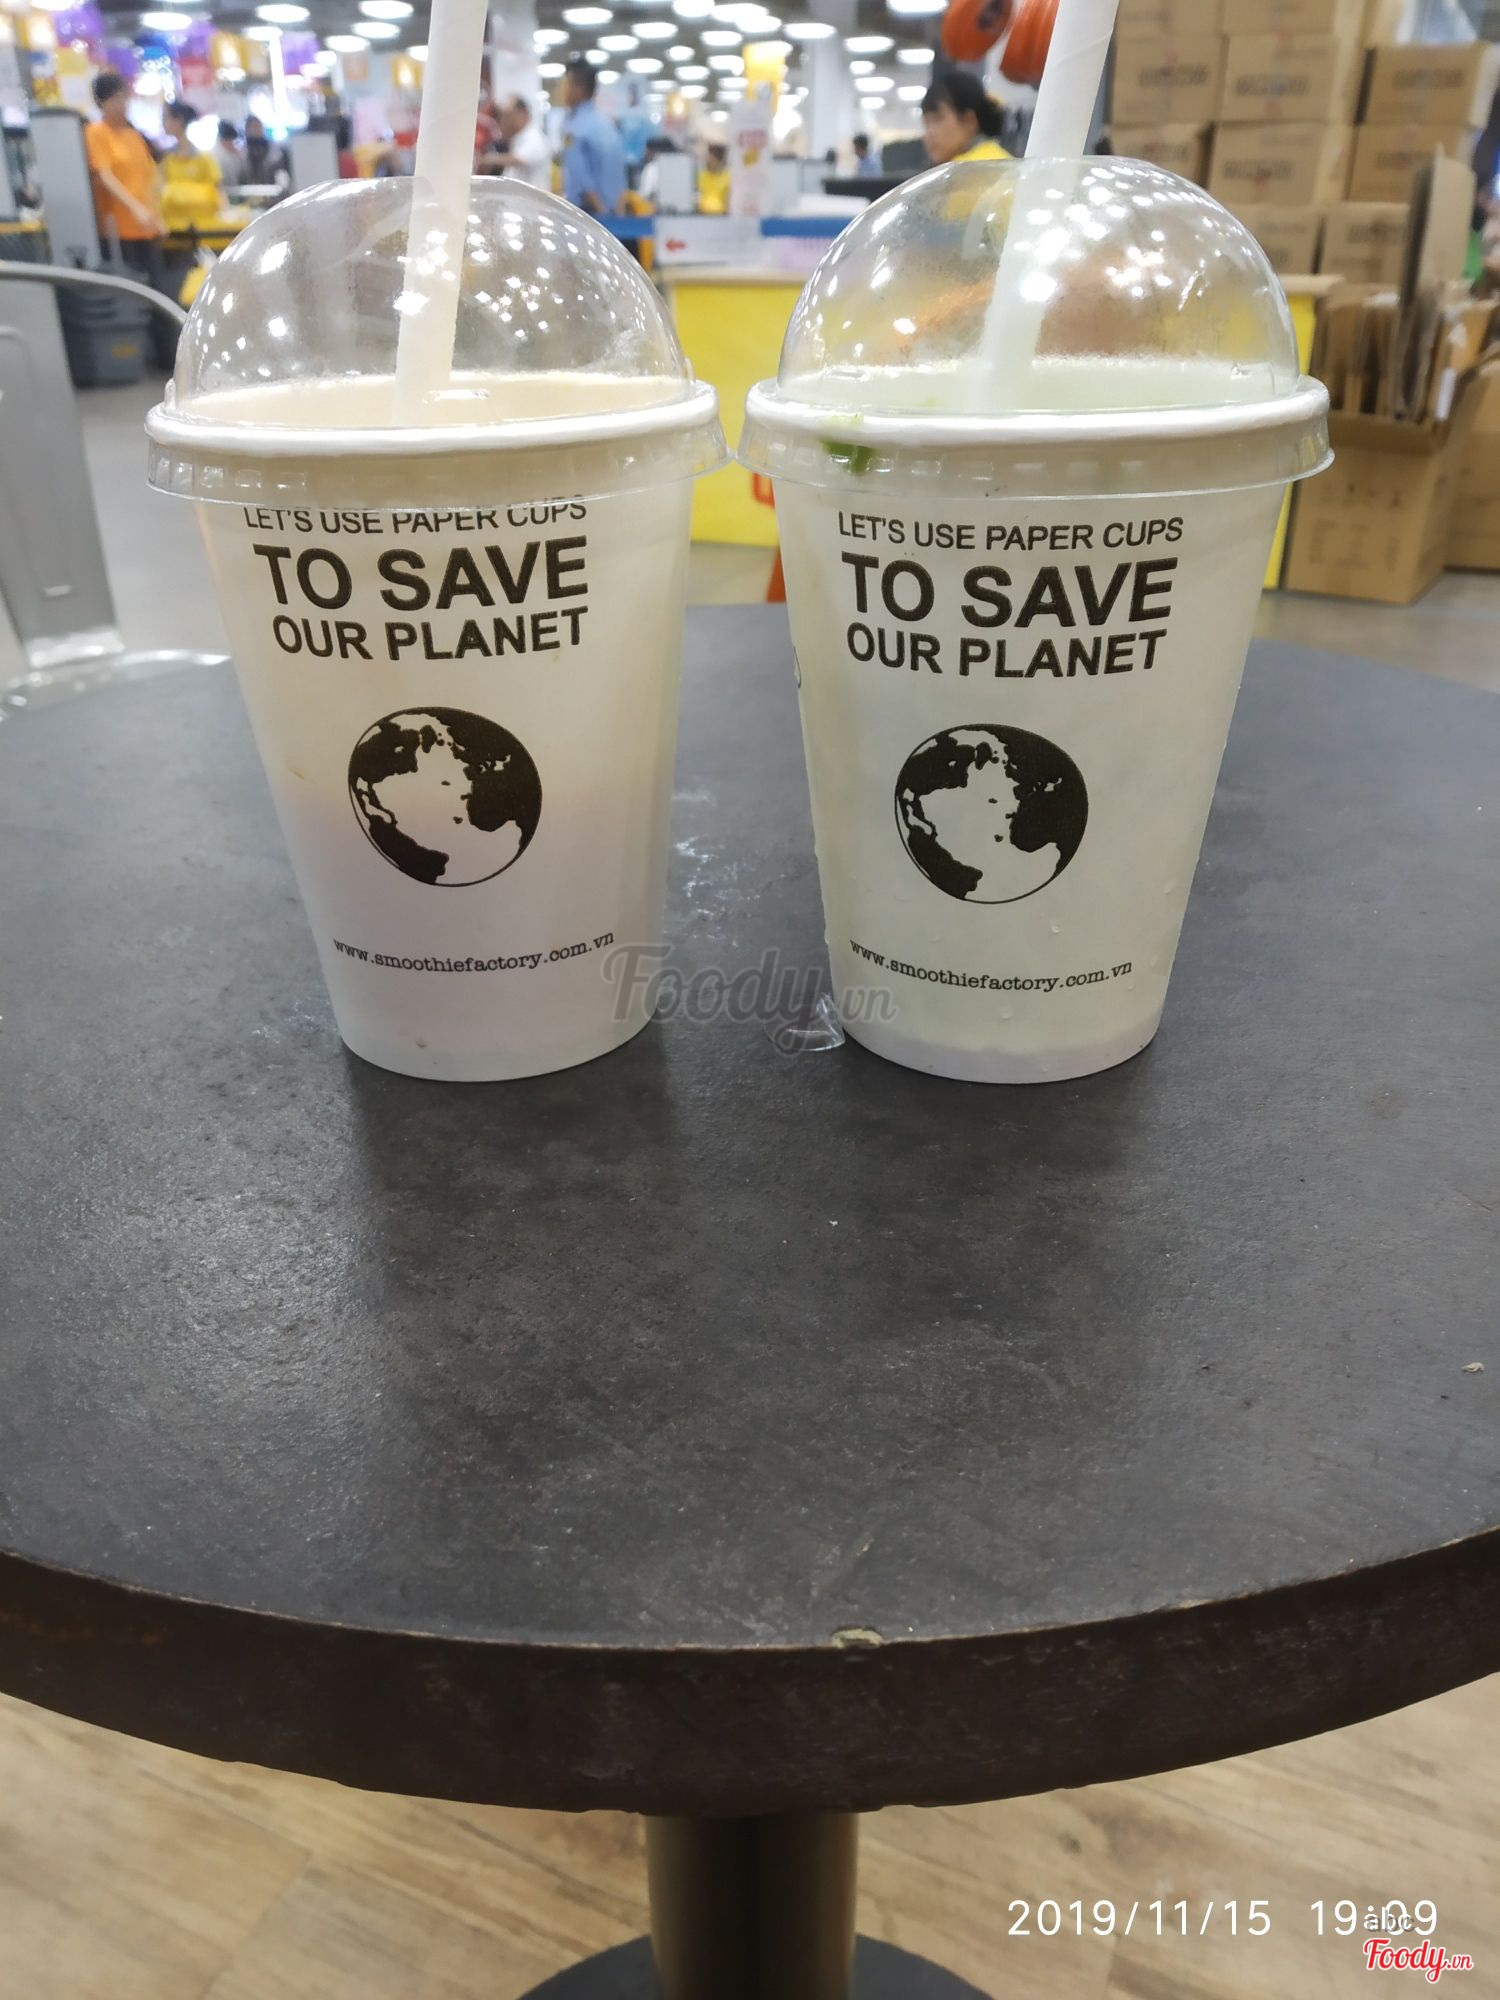 LET'S USE PAPER CUPS
TO SAVE
OUR PLANET
www.smoothiefactory.com.vn
LET'S USE PAPER CUPS
TO SAVE
OUR PLANET
www.smoothiefactory.com.vn
Foody.vn
2019/11/15 19:09
abc
Foody.vn